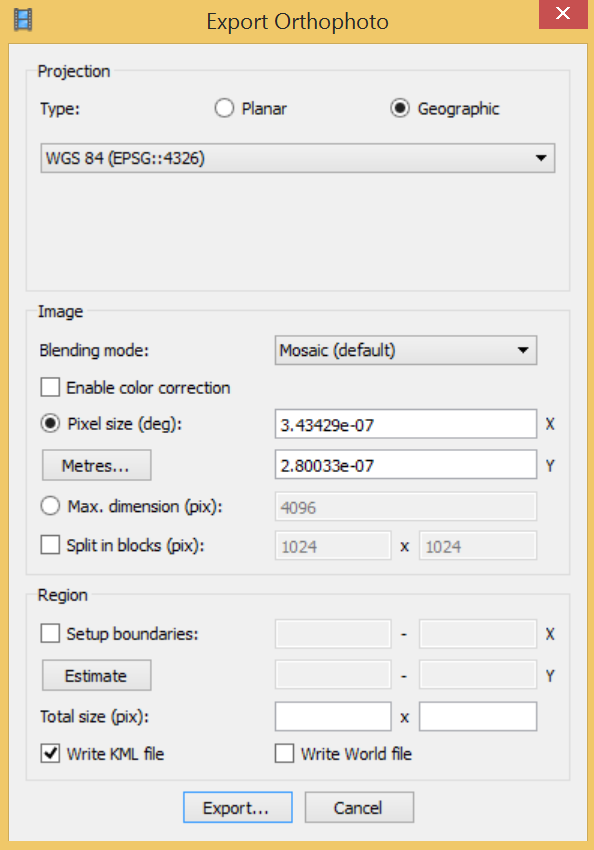 Export Orthophoto
Projection
Type: Planar Geographic
WGS 84 (EPSG::4326)
Image
Blending mode: Mosaic (default)
Enable color correction
Pixel size (deg): 3.43429e-07 X
Metres... 2.80033e-07 Y
Max. dimension (pix): 4096
Split in blocks (pix): 1024 x 1024
Region
Setup boundaries: - X
Estimate - Y
Total size (pix): x
Write KML file Write World file
Export... Cancel